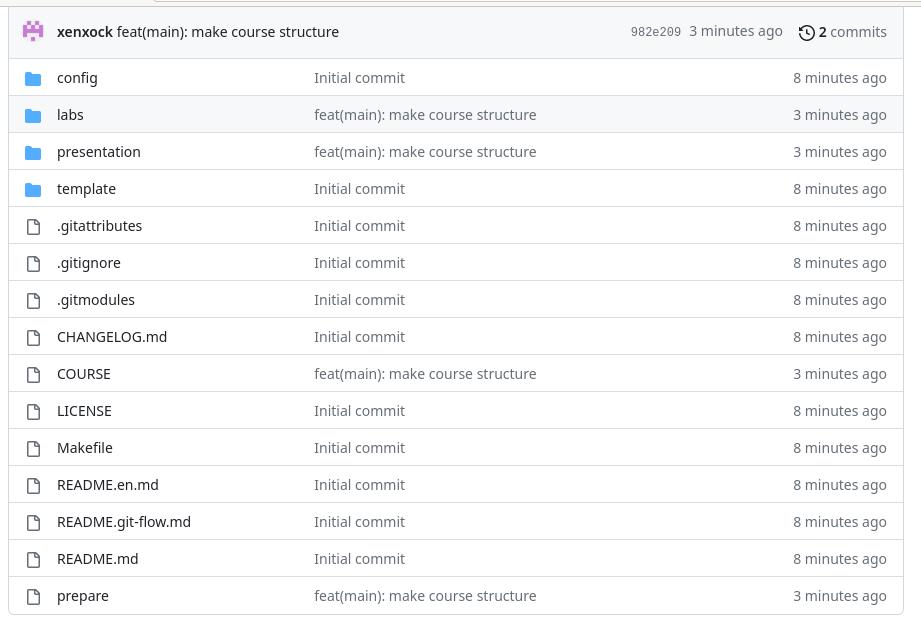 xenxock feat(main): make course structure 982e209 3 minutes ago 2 commits
config Initial commit 8 minutes ago
labs feat(main): make course structure 3 minutes ago
presentation feat(main): make course structure 3 minutes ago
template Initial commit 8 minutes ago
.gitattributes Initial commit 8 minutes ago
.gitignore Initial commit 8 minutes ago
.gitmodules Initial commit 8 minutes ago
CHANGELOG.md Initial commit 8 minutes ago
COURSE feat(main): make course structure 3 minutes ago
LICENSE Initial commit 8 minutes ago
Makefile Initial commit 8 minutes ago
README.en.md Initial commit 8 minutes ago
README.git-flow.md Initial commit 8 minutes ago
README.md Initial commit 8 minutes ago
prepare feat(main): make course structure 3 minutes ago